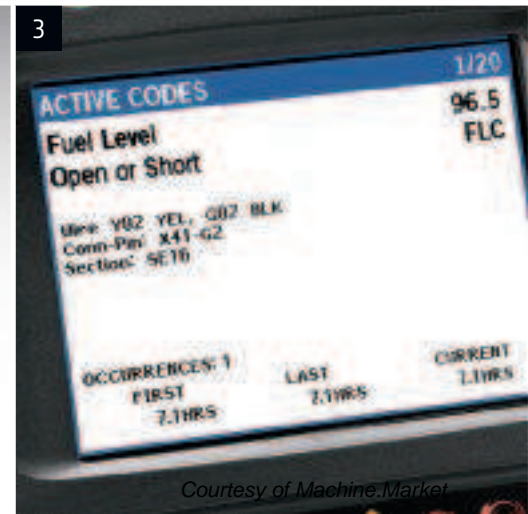 3
ACTIVE CODES 1/20
Fuel Level 96.5
Open or Short FLC
Wire: Y02 YEL, G02 BLK
Conn-Pin: X41-G2
Section: SE16
OCCURRENCES: 1
FIRST LAST CURRENT
7.1HRS 7.1HRS 7.1HRS
Courtesy of Machine.Market